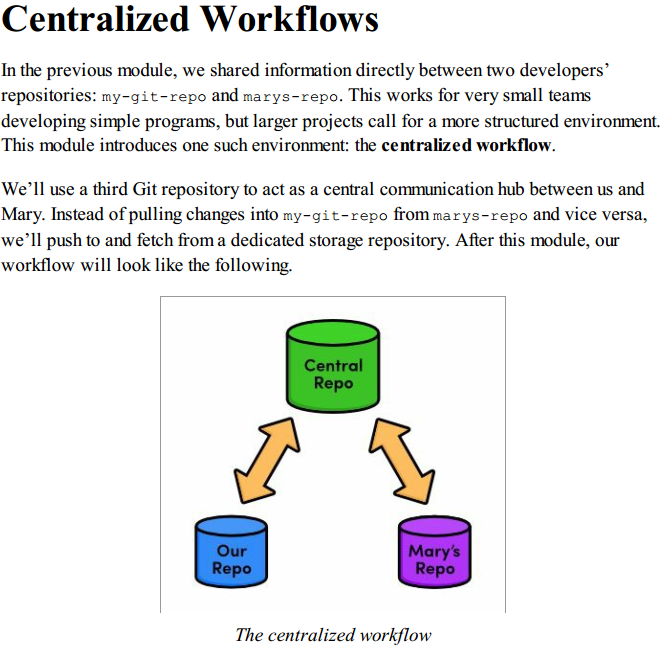 Centralized Workflows
In the previous module, we shared information directly between two developers’
repositories: my-git-repo and marys-repo. This works for very small teams
developing simple programs, but larger projects call for a more structured environment.
This module introduces one such environment: the centralized workflow.
We’ll use a third Git repository to act as a central communication hub between us and
Mary. Instead of pulling changes into my-git-repo from marys-repo and vice versa,
we’ll push to and fetch from a dedicated storage repository. After this module, our
workflow will look like the following.
Central
Repo
Our
Repo
Mary’s
Repo
The centralized workflow